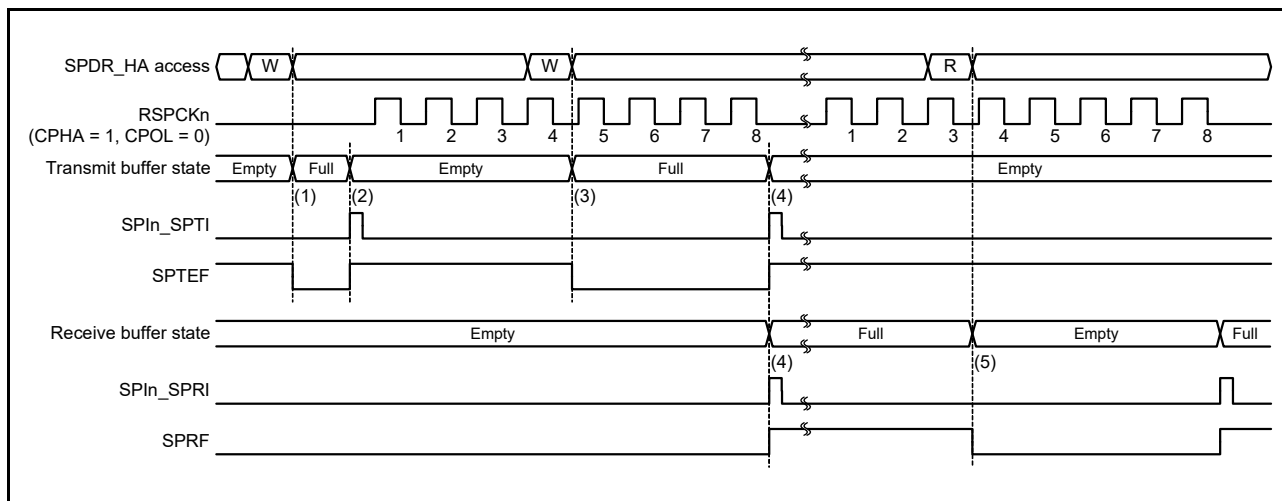 SPDR_HA access W W R
RSPCKn
(CPHA = 1, CPOL = 0)
1 2 3 4 5 6 7 8 1 2 3 4 5 6 7 8
Transmit buffer state Empty Full Empty Full Empty
(1) (2) (3) (4)
SPIn_SPTI
SPTEF
Receive buffer state Empty Full Empty Full
(4) (5)
SPIn_SPRI
SPRF